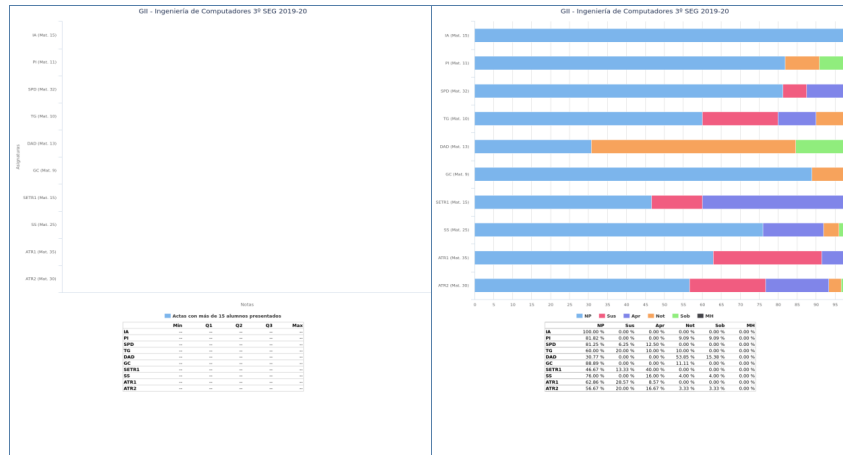 GII - Ingeniería de Computadores 3º SEG 2019-20
PI (Mat. 11)
SPD (Mat. 32)
TG (Mat. 10)
DAD (Mat. 13)
GC (Mat. 9)
SETR1 (Mat. 15)
SS (Mat. 25)
ATR1 (Mat. 35)
ATR2 (Mat. 30)
Asignaturas
Notas
Actas con más de 15 alumnos presentados
Min Q1 Q2 Q3 Max
IA -- -- -- -- --
PI -- -- -- -- --
SPD -- -- -- -- --
TG -- -- -- -- --
DAD -- -- -- -- --
GC -- -- -- -- --
SETR1 -- -- -- -- --
SS -- -- -- -- --
ATR1 -- -- -- -- --
ATR2 -- -- -- -- --
GII - Ingeniería de Computadores 3º SEG 2019-20
PI (Mat. 11)
SPD (Mat. 32)
TG (Mat. 10)
DAD (Mat. 13)
GC (Mat. 9)
SETR1 (Mat. 15)
SS (Mat. 25)
ATR1 (Mat. 35)
ATR2 (Mat. 30)
0 5 10 15 20 25 30 35 40 45 50 55 60 65 70 75 80 85 90 95
NP Sus Apr Not Sob MH
NP Sus Apr Not Sob MH
IA 100.00 % 0.00 % 0.00 % 0.00 % 0.00 % 0.00 %
PI 81.82 % 0.00 % 0.00 % 9.09 % 9.09 % 0.00 %
SPD 81.25 % 6.25 % 12.50 % 0.00 % 0.00 % 0.00 %
TG 60.00 % 20.00 % 10.00 % 10.00 % 0.00 % 0.00 %
DAD 30.77 % 0.00 % 0.00 % 53.85 % 15.38 % 0.00 %
GC 88.89 % 0.00 % 0.00 % 11.11 % 0.00 % 0.00 %
SETR1 46.67 % 13.33 % 40.00 % 0.00 % 0.00 % 0.00 %
SS 76.00 % 0.00 % 16.00 % 4.00 % 4.00 % 0.00 %
ATR1 62.86 % 28.57 % 8.57 % 0.00 % 0.00 % 0.00 %
ATR2 56.67 % 20.00 % 16.67 % 3.33 % 3.33 % 0.00 %